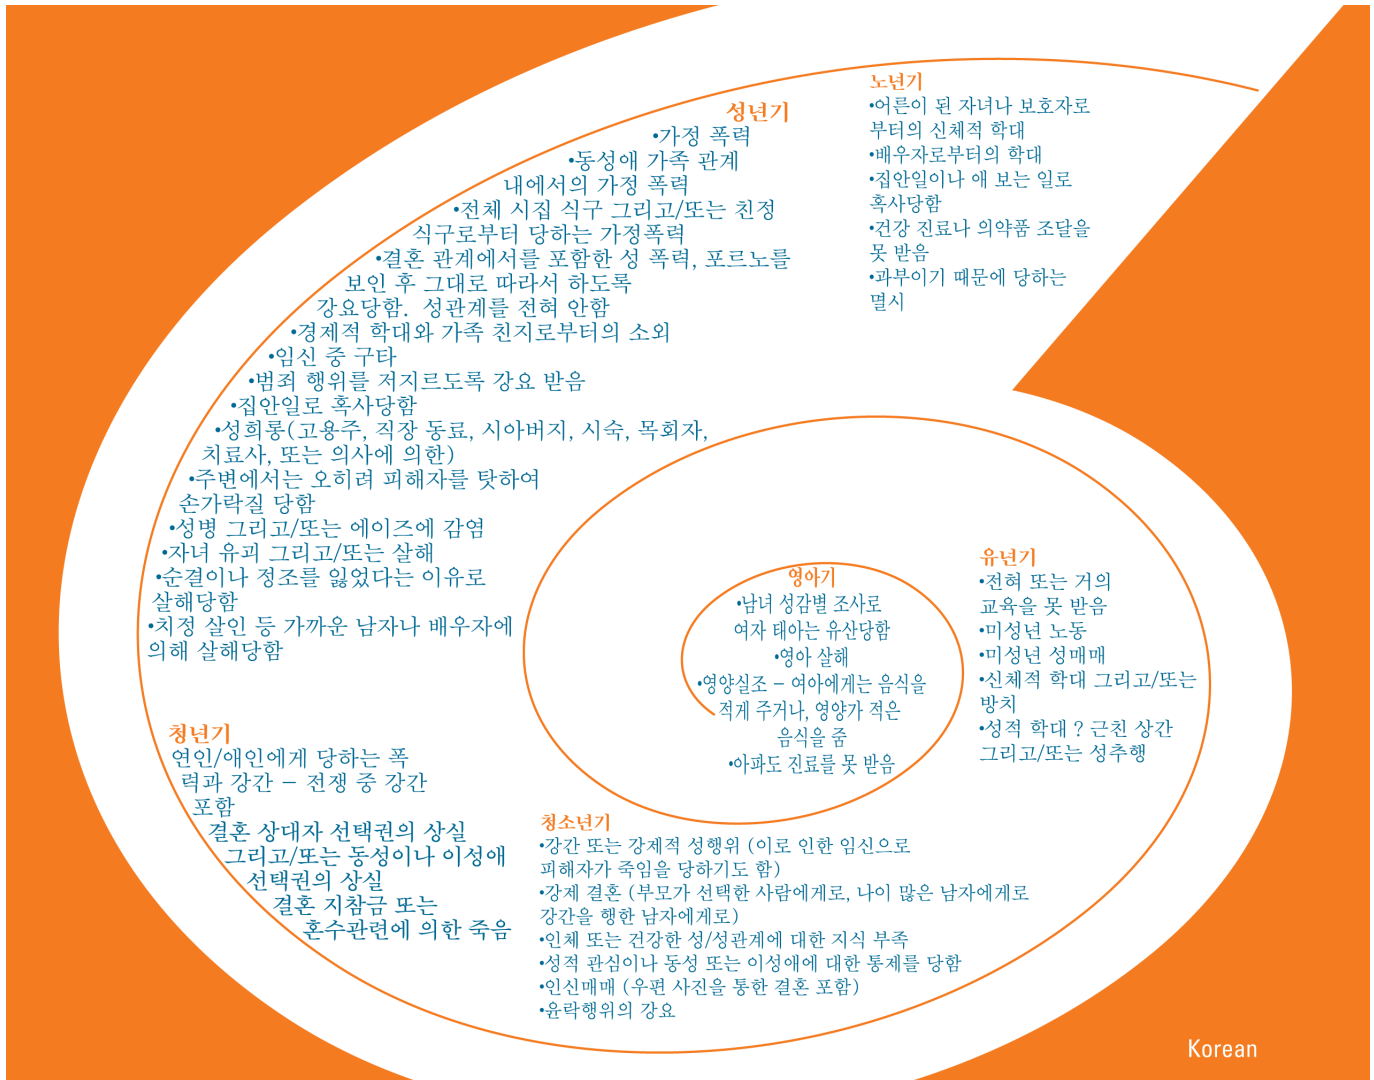 노년기
•어른이 된 자녀나 보호자로
부터의 신체적 학대
•배우자로부터의 학대
•집안일이나 애 보는 일로
혹사당함
•건강 진료나 의약품 조달을
못 받음
•과부이기 때문에 당하는
멸시
성년기
•가정 폭력
•동성애 가족 관계
내에서의 가정 폭력
•전체 시집 식구 그리고/또는 친정
식구로부터 당하는 가정폭력
•결혼 관계에서를 포함한 성 폭력, 포르노를
보인 후 그대로 따라서 하도록
강요당함. 성관계를 전혀 안함
•경제적 학대와 가족 친지로부터의 소외
•임신 중 구타
•범죄 행위를 저지르도록 강요 받음
•집안일로 혹사당함
•성희롱(고용주, 직장 동료, 시아버지, 시숙, 목회자,
치료사, 또는 의사에 의한)
•주변에서는 오히려 피해자를 탓하여
손가락질 당함
•성병 그리고/또는 에이즈에 감염
•자녀 유괴 그리고/또는 살해
•순결이나 정조를 잃었다는 이유로
살해당함
•치정 살인 등 가까운 남자나 배우자에
의해 살해당함
영아기
•남녀 성감별 조사로
여자 태아는 유산당함
•영아 살해
•영양실조 – 여아에게는 음식을
적게 주거나, 영양가 적은
음식을 줌
•아파도 진료를 못 받음
유년기
•전혀 또는 거의
교육을 못 받음
•미성년 노동
•미성년 성매매
•신체적 학대 그리고/또는
방치
•성적 학대 ? 근친 상간
그리고/또는 성추행
청년기
연인/애인에게 당하는 폭
력과 강간 – 전쟁 중 강간
포함
결혼 상대자 선택권의 상실
그리고/또는 동성이나 이성애
선택권의 상실
결혼 지참금 또는
혼수관련에 의한 죽음
청소년기
•강간 또는 강제적 성행위 (이로 인한 임신으로
피해자가 죽임을 당하기도 함)
•강제 결혼 (부모가 선택한 사람에게로, 나이 많은 남자에게로
강간을 행한 남자에게로)
•인체 또는 건강한 성/성관계에 대한 지식 부족
•성적 관심이나 동성 또는 이성애에 대한 통제를 당함
•인신매매 (우편 사진을 통한 결혼 포함)
•윤락행위의 강요
Korean